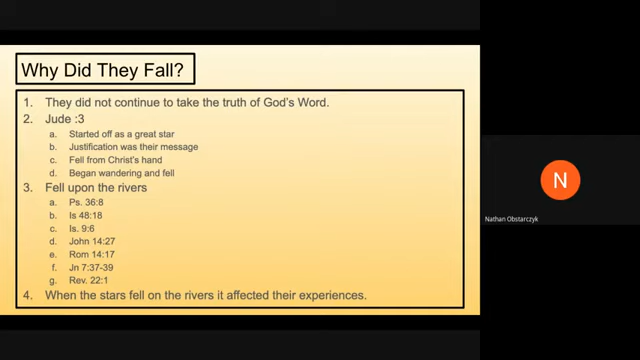 Why Did They Fall?
1. They did not continue to take the truth of God's Word.
2. Jude :3
a. Started off as a great star
b. Justification was their message
c. Fell from Christ's hand
d. Began wandering and fell
3. Fell upon the rivers
a. Ps. 36:8
b. Is 48:18
c. Is. 9:6
d. John 14:27
e. Rom 14:17
f. Jn 7:37-39
g. Rev. 22:1
4. When the stars fell on the rivers it affected their experiences.
N
Nathan Obstarczyk